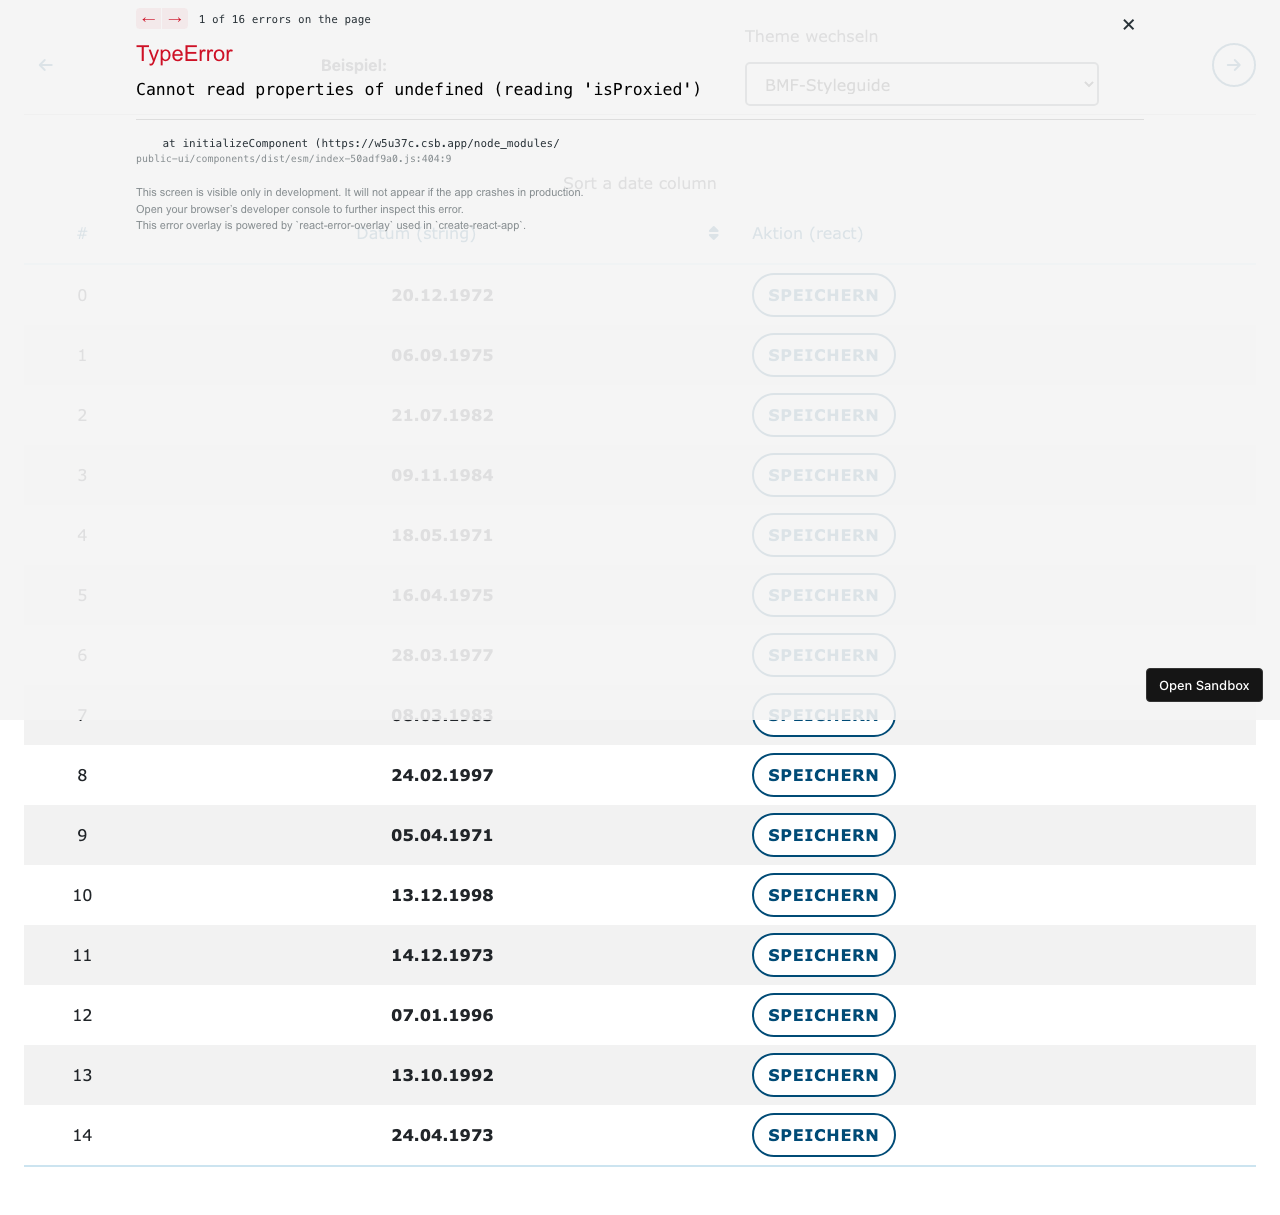 ← → 1 of 16 errors on the page
×
TypeError
Cannot read properties of undefined (reading 'isProxied')
Theme wechseln
Beispiel:
BMF-Styleguide
at initializeComponent (https://w5u37c.csb.app/node_modules/
public-ui/components/dist/esm/index-50adf9a0.js:404:9
Sort a date column
This screen is visible only in development. It will not appear if the app crashes in production.
Open your browser’s developer console to further inspect this error.
This error overlay is powered by `react-error-overlay` used in `create-react-app`.
# Datum (string) Aktion (react)
0 20.12.1972 SPEICHERN
1 06.09.1975 SPEICHERN
2 21.07.1982 SPEICHERN
3 09.11.1984 SPEICHERN
4 18.05.1971 SPEICHERN
5 16.04.1975 SPEICHERN
6 28.03.1977 SPEICHERN
Open Sandbox
7 08.03.1983 SPEICHERN
8 24.02.1997 SPEICHERN
9 05.04.1971 SPEICHERN
10 13.12.1998 SPEICHERN
11 14.12.1973 SPEICHERN
12 07.01.1996 SPEICHERN
13 13.10.1992 SPEICHERN
14 24.04.1973 SPEICHERN